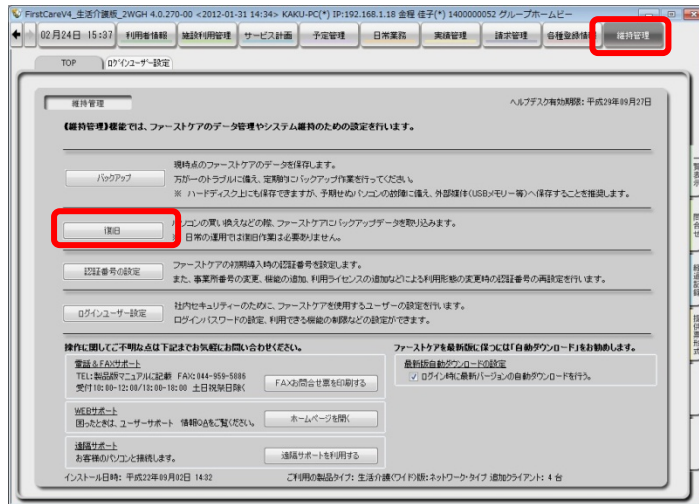 FirstCareV4_生活介護版_2WGH 4.0.270-00 <2012-01-31 14:34> KAKU-PC(*) IP:192.168.1.18 金程 佳子(*) 1400000052 グループホームビー
02月24日 15:37 利用者情報 施設利用管理 サービス計画 予定管理 日常業務 実績管理 請求管理 各種登録情 維持管理
TOP ログインユーザー設定
維持管理 ヘルプデスク有効期限: 平成29年09月27日
《維持管理》機能では、ファーストケアのデータ管理やシステム維持のための設定を行います。
バックアップ
現時点のファーストケアのデータを保存します。
万が一のトラブルに備え、定期的にバックアップ作業を行ってください。
※ ハードディスク上にも保存できますが、予期せぬパソコンの故障に備え、外部媒体(USBメモリー等)へ保存することを推奨します。
復旧
パソコンの買い換えなどの際、ファーストケアにバックアップデータを取り込みます。
日常の運用では復旧作業は必要ありません。
認証番号の設定
ファーストケアの初期導入時の認証番号を設定します。
また、事業所番号の変更、機能の追加、利用ライセンスの追加などによる利用形態の変更時の認証番号の再設定を行います。
ログインユーザー設定
社内セキュリティーのために、ファーストケアを使用するユーザーの設定を行います。
ログインパスワードの設定、利用できる機能の制限などの設定ができます。
操作に関してご不明な点は下記までお気軽にお問い合わせください。
電話&FAXサポート
TEL:製品版マニュアルに記載 FAX:044-959-5086
受付10:00-12:00/13:00-18:00 土日祝祭日除く
FAXお問合せ票を印刷する
WEBサポート
困ったときは、ユーザーサポート 情報Q&Aをご覧ください。
ホームページを開く
遠隔サポート
お客様のパソコンと接続します。
遠隔サポートを利用する
ファーストケアを最新版に保つには「自動ダウンロード」をお勧めします。
最新版自動ダウンロードの設定
ログイン時に最新バージョンの自動ダウンロードを行う。
インストール日時: 平成22年09月02日 14:32 ご利用の製品タイプ: 生活介護(ワイド)版:ネットワーク・タイプ 追加クライアント: 4 台
一覧表示
問合せ
経過記録
提供票形式